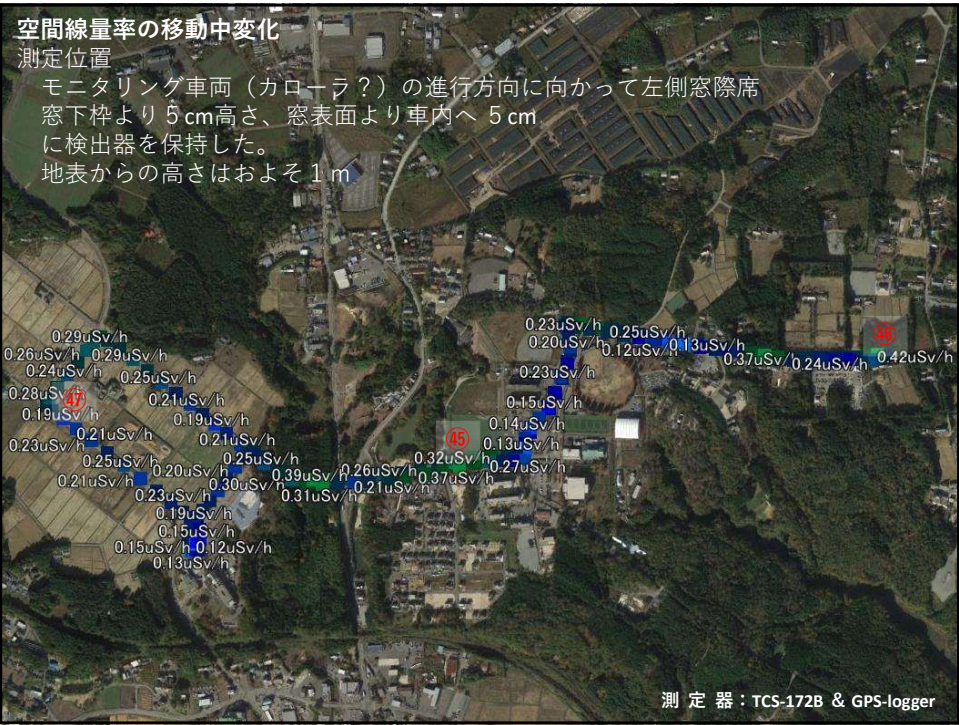 空間線量率の移動中変化
測定位置
モニタリング車両（カローラ？）の進行方向に向かって左側窓際席
窓下枠より５cm高さ、窓表面より車内へ ５cm
に検出器を保持した。
地表からの高さはおよそ１ｍ
0.29uSv/h
0.26uSv/h
0.29uSv/h
0.24uSv/h
0.25uSv/h
0.28uSv
㊼
0.21uSv/h
0.19uSv/h
0.19uSv/h
0.23uSv/h
0.21uSv/h
0.21uSv/h
0.25uSv/h
0.25uSv/h
0.21uSv/h
0.20uSv/h
0.30uSv/h
0.23uSv/h
0.19uSv/h
0.15uSv/h
0.15uSv/h
0.12uSv/h
0.13uSv/h
0.39uSv/h
0.31uSv/h
0.26uSv/h
0.21uSv/h
㊺
0.32uSv/h
0.37uSv/h
0.27uSv/h
0.13uSv/h
0.14uSv/h
0.15uSv/h
0.23uSv/h
0.20uSv/h
0.23uSv/h
0.25uSv/h
0.12uSv/h
0.13uSv/h
0.37uSv/h
0.24uSv/h
㊻
0.42uSv/h
測 定 器：TCS-172B & GPS-logger